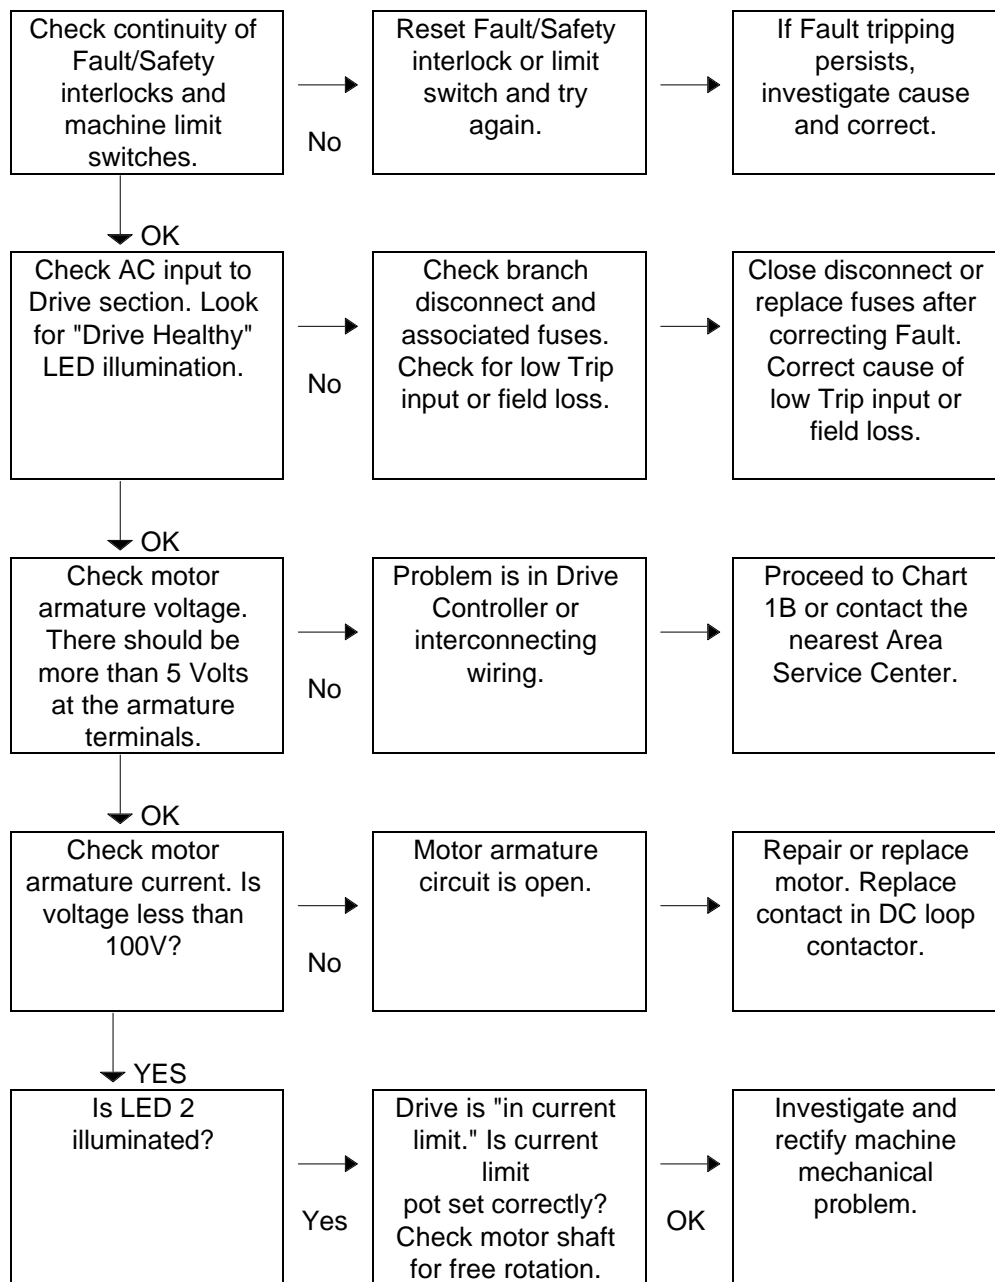 Check continuity of
Fault/Safety
interlocks and
machine limit
switches.
No
Reset Fault/Safety
interlock or limit
switch and try
again.
If Fault tripping
persists,
investigate cause
and correct.
OK
Check AC input to
Drive section. Look
for "Drive Healthy"
LED illumination.
No
Check branch
disconnect and
associated fuses.
Check for low Trip
input or field loss.
Close disconnect or
replace fuses after
correcting Fault.
Correct cause of
low Trip input or
field loss.
OK
Check motor
armature voltage.
There should be
more than 5 Volts
at the armature
terminals.
No
Problem is in Drive
Controller or
interconnecting
wiring.
Proceed to Chart
1B or contact the
nearest Area
Service Center.
OK
Check motor
armature current. Is
voltage less than
100V?
No
Motor armature
circuit is open.
Repair or replace
motor. Replace
contact in DC loop
contactor.
YES
Is LED 2
illuminated?
Yes
Drive is "in current
limit." Is current
limit
pot set correctly?
Check motor shaft
for free rotation.
OK
Investigate and
rectify machine
mechanical
problem.